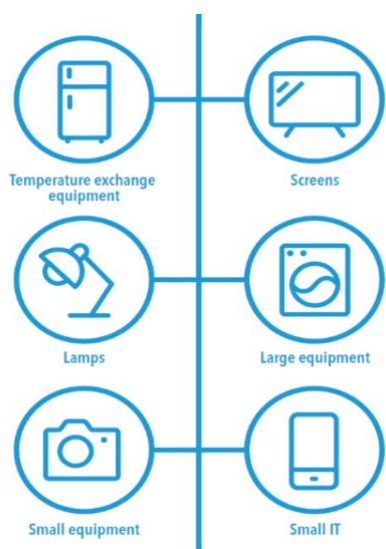 Temperature exchange
equipment
Screens
Lamps
Large equipment
Small equipment
Small IT